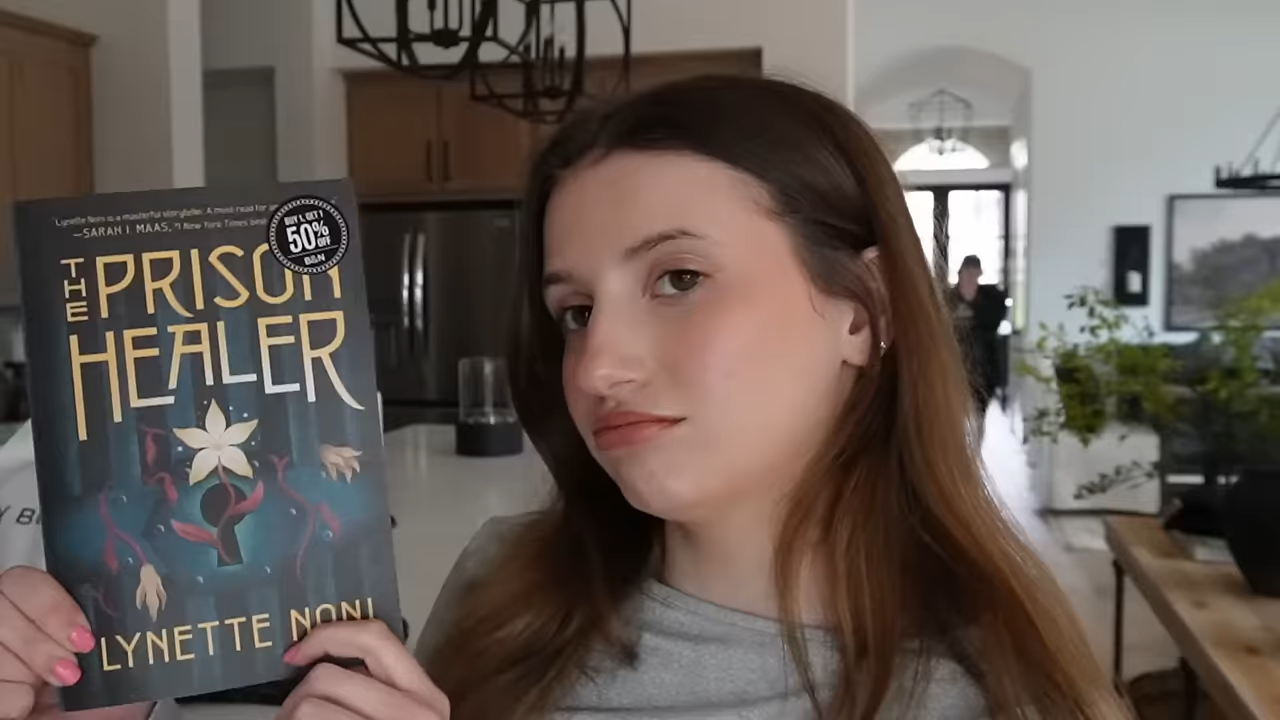 "Lynette Noni is a masterful storyteller. A must-read for
—SARAH J. MAAS, #1 New York Times
BUY 1, GET 1
50% OFF
B&N
THE PRISON
HEALER
LYNETTE NONI